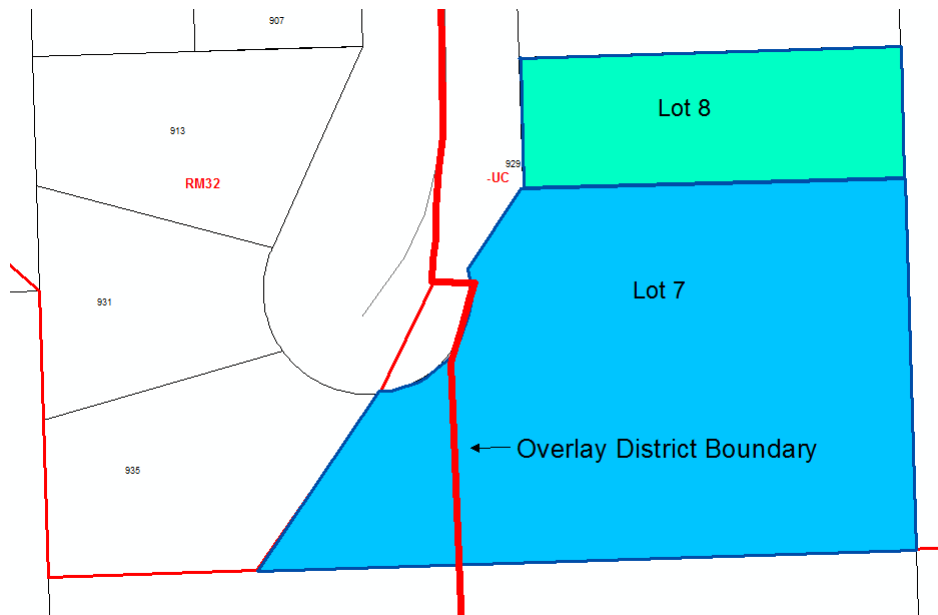 907
Lot 8
913
929
RM32
-UC
Lot 7
931
Overlay District Boundary
935